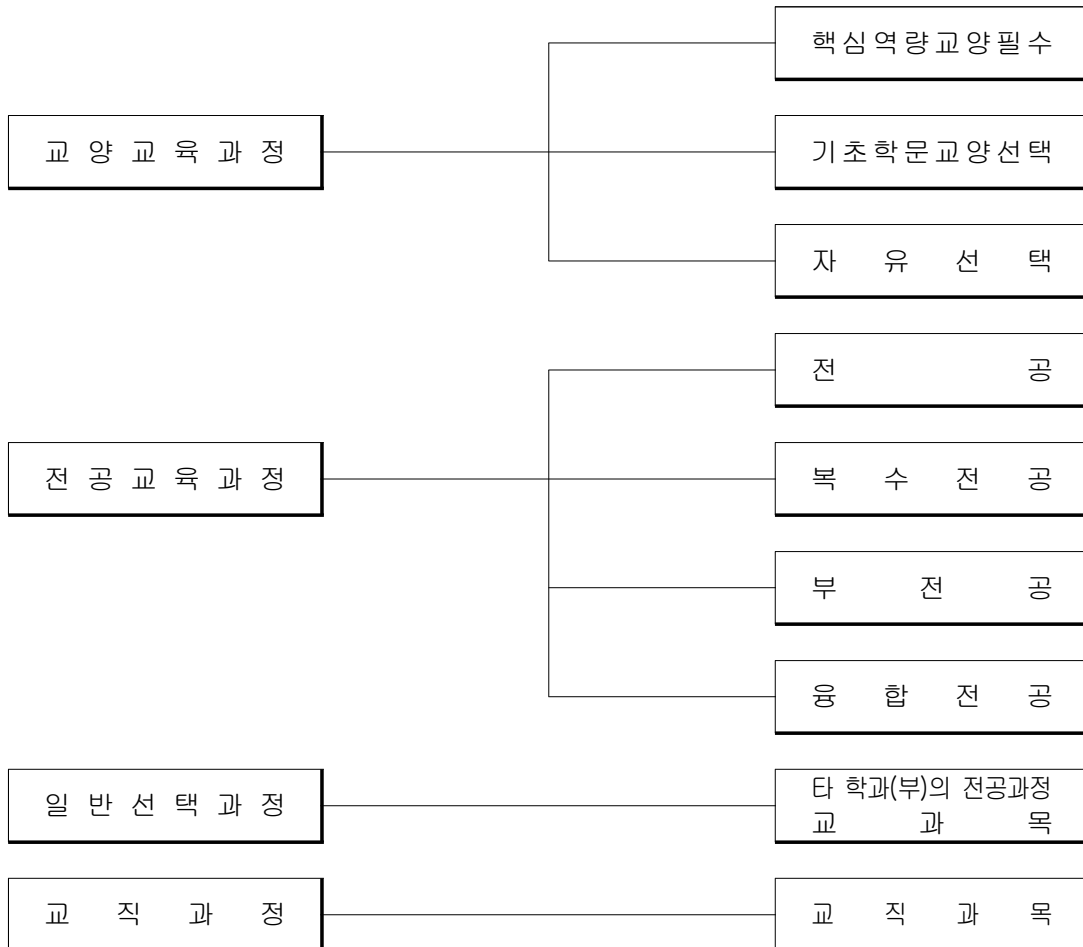 핵심역량교양필수
교양교육과정
기초학문교양선택
자유선택
전공
전공교육과정
복수전공
부전공
융합전공
일반선택과정
타 학과(부)의 전공과정
교과목
교직과정
교직과목